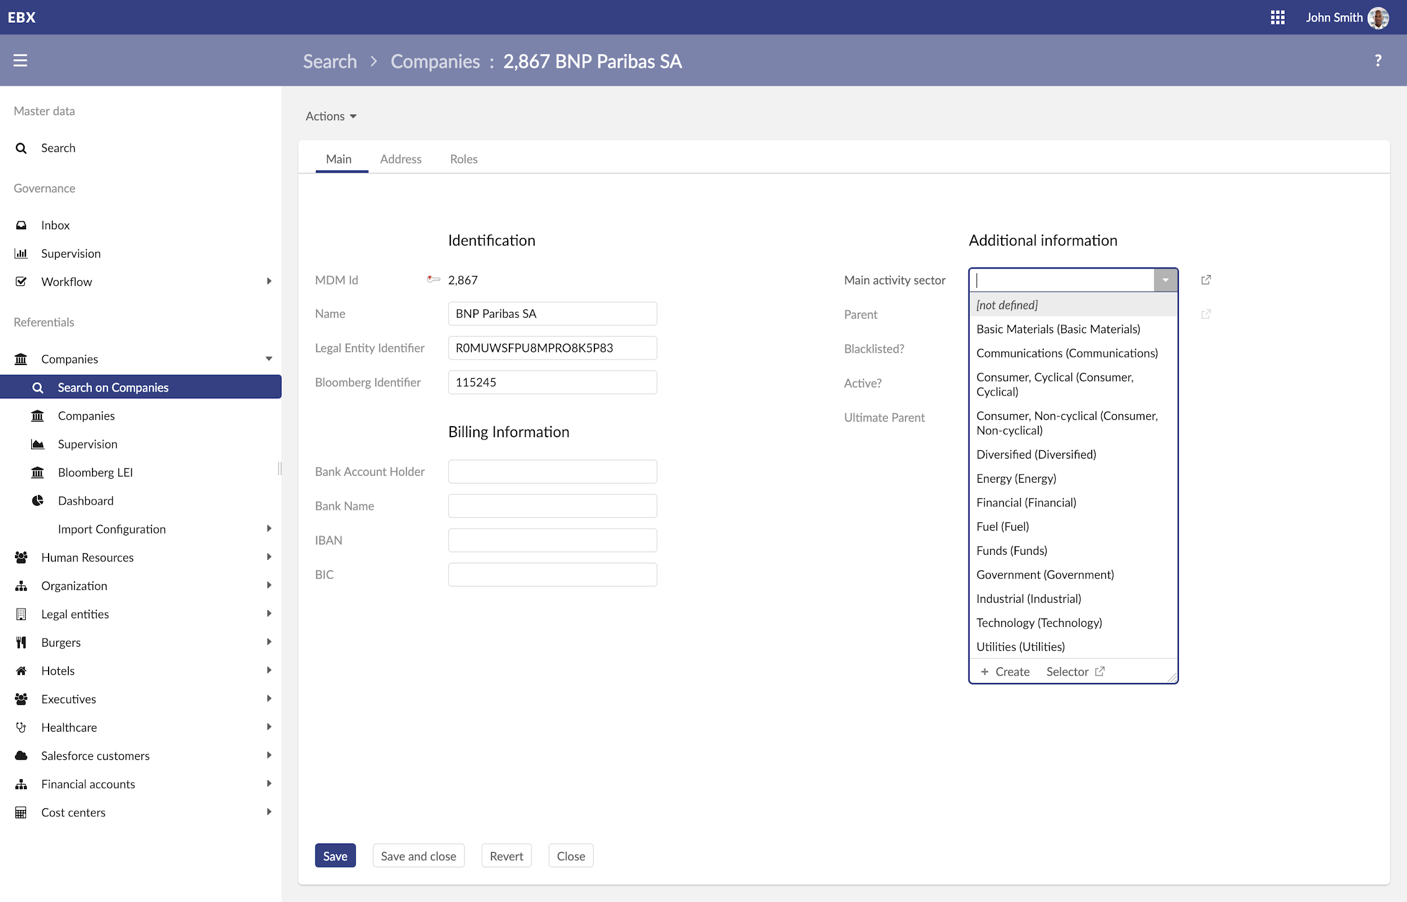 EBX
John Smith
Search > Companies : 2,867 BNP Paribas SA
?
Master data
Search
Governance
Inbox
Supervision
Workflow
Referentials
Companies
Search on Companies
Companies
Supervision
Bloomberg LEI
Dashboard
Import Configuration
Human Resources
Organization
Legal entities
Burgers
Hotels
Executives
Healthcare
Salesforce customers
Financial accounts
Cost centers
Actions
Main Address Roles
Identification
MDM Id 2,867
Name BNP Paribas SA
Legal Entity Identifier R0MUWSFPU8MPRO8K5P83
Bloomberg Identifier 115245
Billing Information
Bank Account Holder
Bank Name
IBAN
BIC
Additional information
Main activity sector
Parent
Blacklisted?
Active?
Ultimate Parent
[not defined]
Basic Materials (Basic Materials)
Communications (Communications)
Consumer, Cyclical (Consumer,
Cyclical)
Consumer, Non-cyclical (Consumer,
Non-cyclical)
Diversified (Diversified)
Energy (Energy)
Financial (Financial)
Fuel (Fuel)
Funds (Funds)
Government (Government)
Industrial (Industrial)
Technology (Technology)
Utilities (Utilities)
+ Create Selector
Save Save and close Revert Close